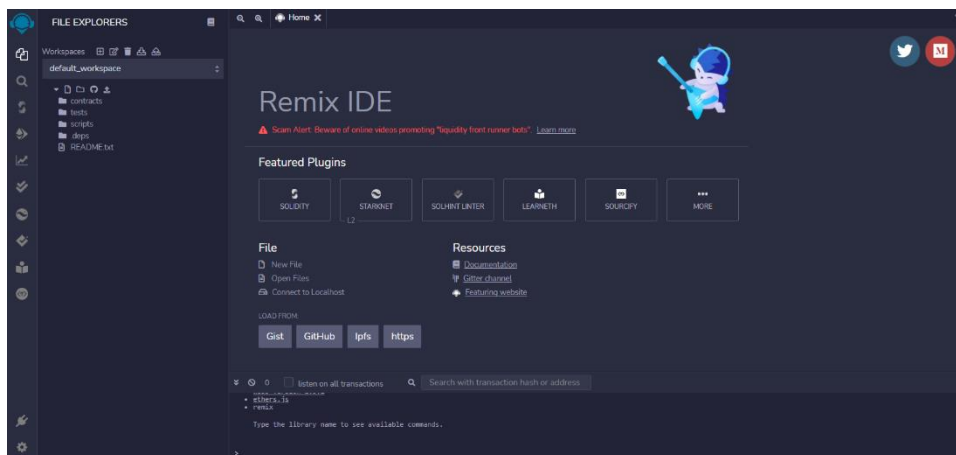 FILE EXPLORERS
Home
Workspaces
default_workspace
contracts
tests
scripts
.deps
README.txt
Remix IDE
Scam Alert: Beware of online videos promoting "liquidity front runner bots". Learn more
Featured Plugins
SOLIDITY
STARKNET
L2
SOLHINT LINTER
LEARNETH
SOURCIFY
MORE
File
New File
Open Files
Connect to Localhost
LOAD FROM:
Gist GitHub Ipfs https
Resources
Documentation
Gitter channel
Featuring website
M
0 listen on all transactions Search with transaction hash or address
ethers.js
remix
Type the library name to see available commands.
>